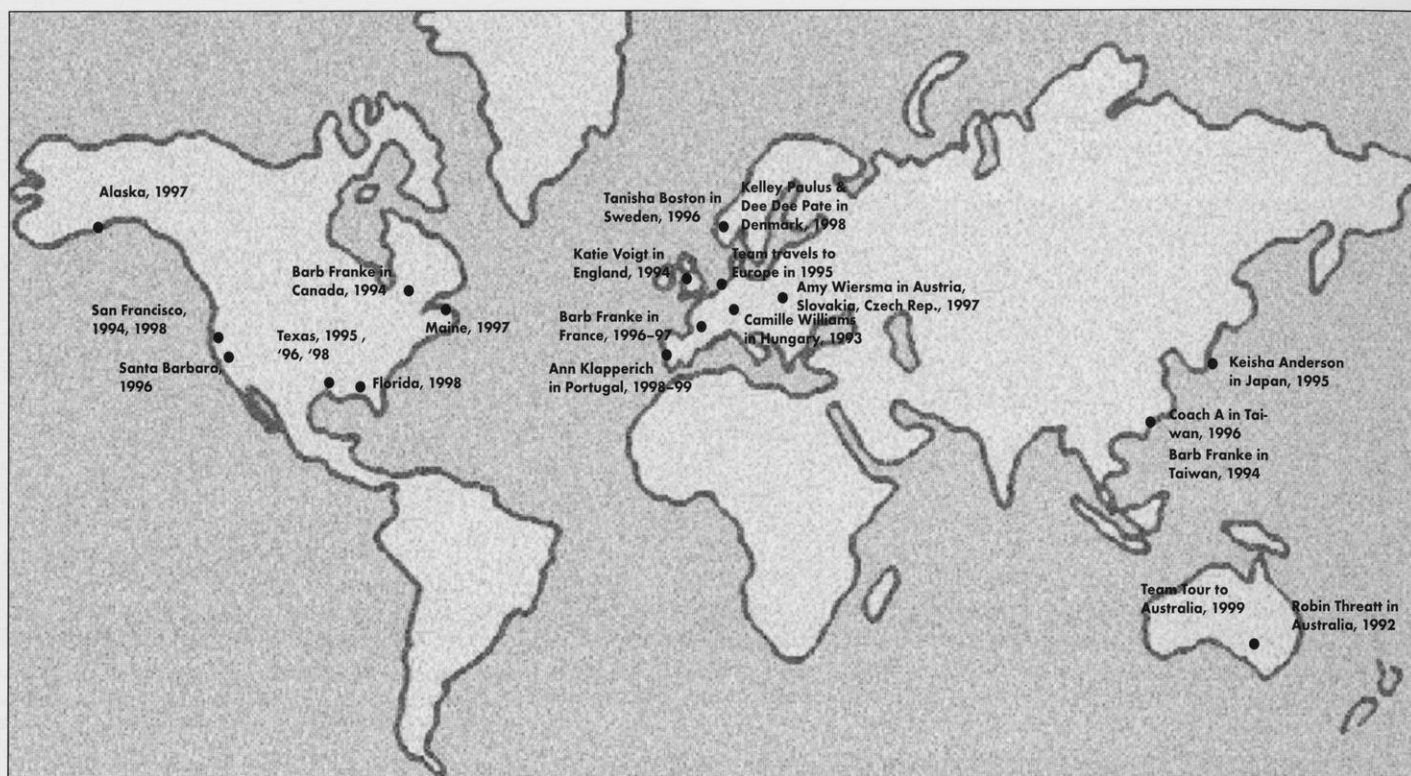 Alaska, 1997
Tanisha Boston in
Sweden, 1996
Kelley Paulus &
Dee Dee Pate in
Denmark, 1998
Katie Voigt in
England, 1994
Team travels to
Europe in 1995
Barb Franke in
Canada, 1994
Amy Wiersma in Austria,
Slovakia, Czech Rep., 1997
San Francisco,
1994, 1998
Texas, 1995 ,
'96, '98
Maine, 1997
Barb Franke in
France, 1996–97
Camille Williams
in Hungary, 1993
Santa Barbara,
1996
Florida, 1998
Ann Klapperich
in Portugal, 1998–99
Keisha Anderson
in Japan, 1995
Coach A in Tai-
wan, 1996
Barb Franke in
Taiwan, 1994
Team Tour to
Australia, 1999
Robin Threatt in
Australia, 1992